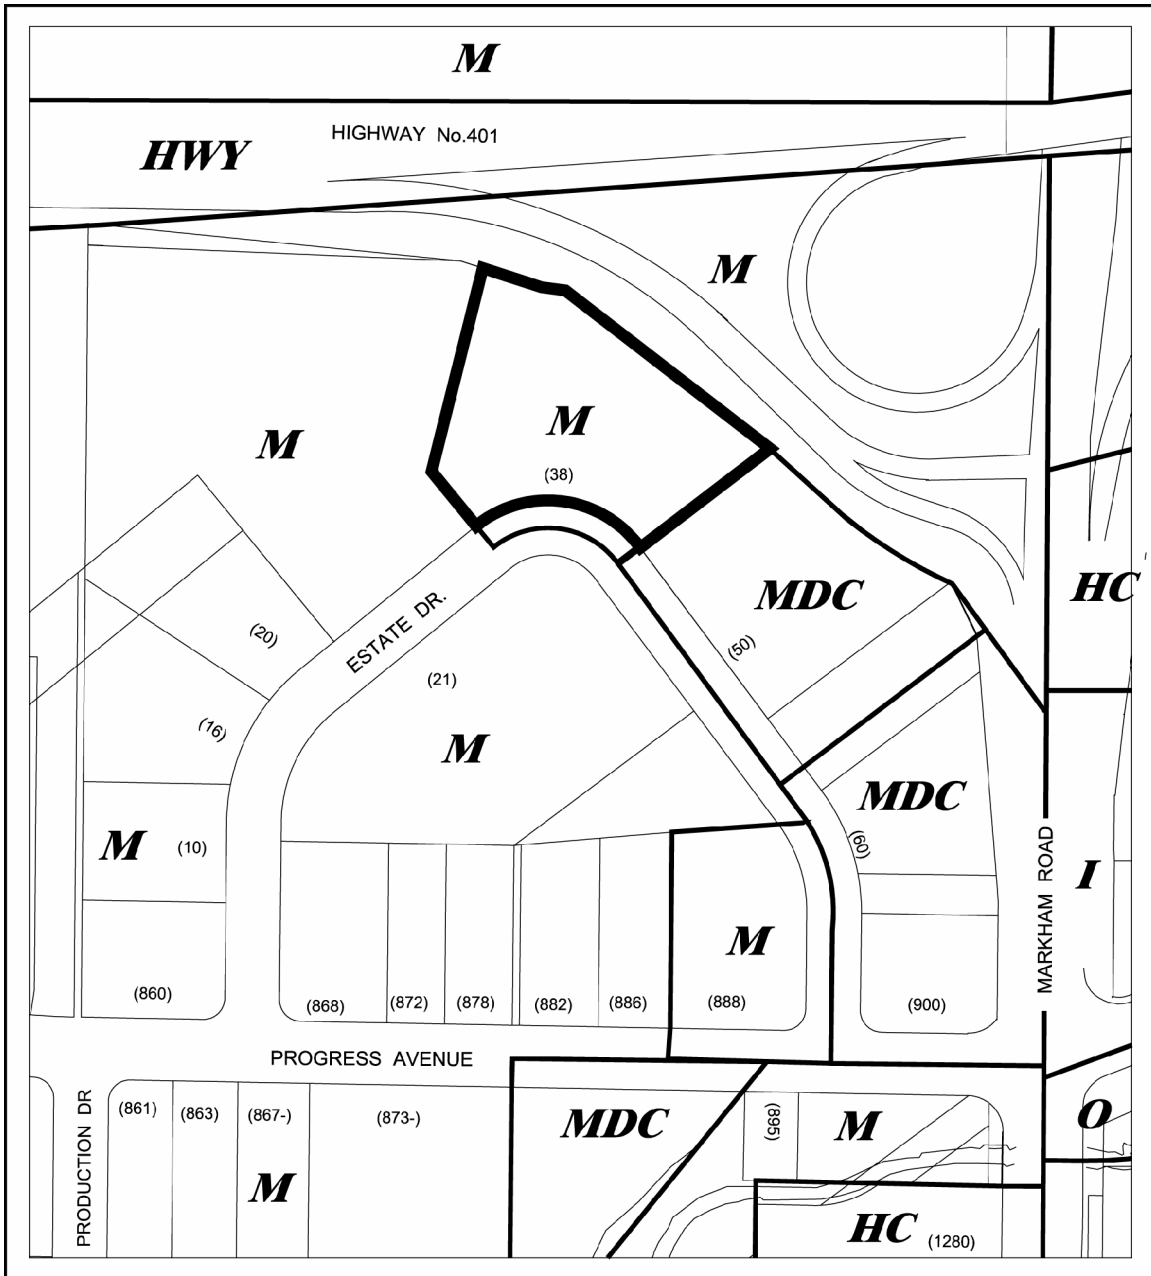 M
HIGHWAY No.401
HWY
M
M
M
(38)
MDC
HC
(50)
(20)
ESTATE DR.
(21)
(16)
M
MDC
M
(10)
(60)
MARKHAM ROAD
I
M
(860)
(868)
(872)
(878)
(882)
(886)
(888)
(900)
PROGRESS AVENUE
PRODUCTION DR
(861)
(863)
(867-)
(873-)
MDC
(895)
M
O
M
HC
(1280)